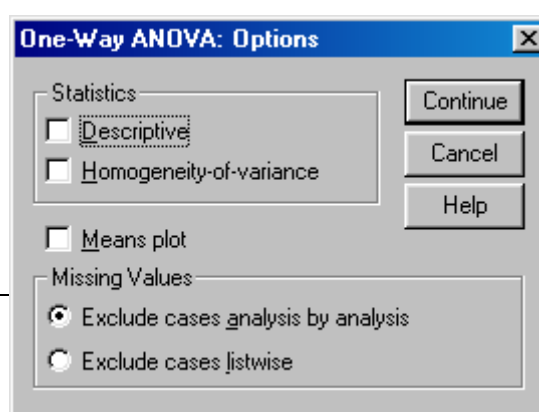 One-Way ANOVA: Options
Statistics
Descriptive
Homogeneity-of-variance
Continue
Cancel
Help
Means plot
Missing Values
Exclude cases analysis by analysis
Exclude cases listwise